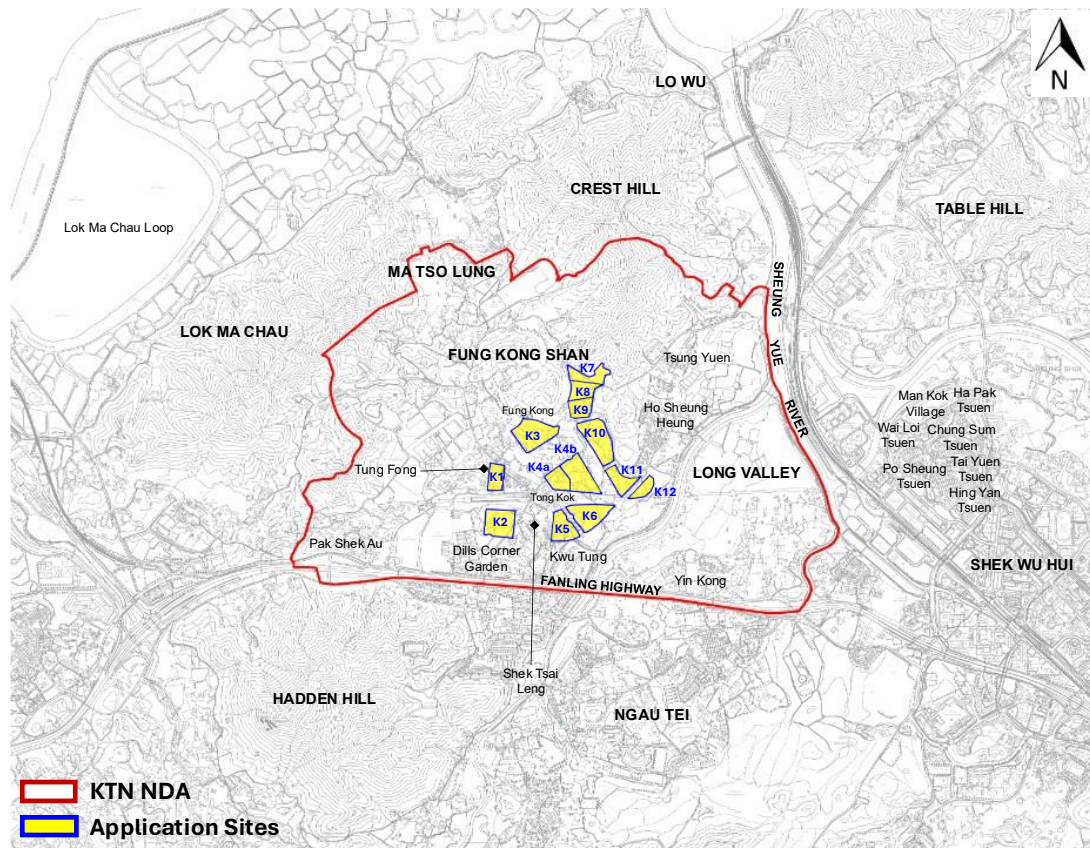 N
LO WU
CREST HILL
TABLE HILL
Lok Ma Chau Loop
MA TSO LUNG
SHEUNG YUE RIVER
LOK MA CHAU
FUNG KONG SHAN
Tsung Yuen
K7
K8
K9
Man Kok
Village
Ha Pak
Tsuen
Fung Kong
Ho Sheung
Heung
Wai Loi
Tsuen
Chung Sum
Tsuen
K3
K10
K4b
Tung Fong
K1
K4a
K11
K12
LONG VALLEY
Po Sheung
Tsuen
Tai Yuen
Tsuen
Hing Yan
Tsuen
Tong Kok
K2
K5
K6
Pak Shek Au
Dills Corner
Garden
Kwu Tung
SHEK WU HUI
FANLING HIGHWAY
Yin Kong
Shek Tsai
Leng
HADDEN HILL
NGAU TEI
KTN NDA
Application Sites